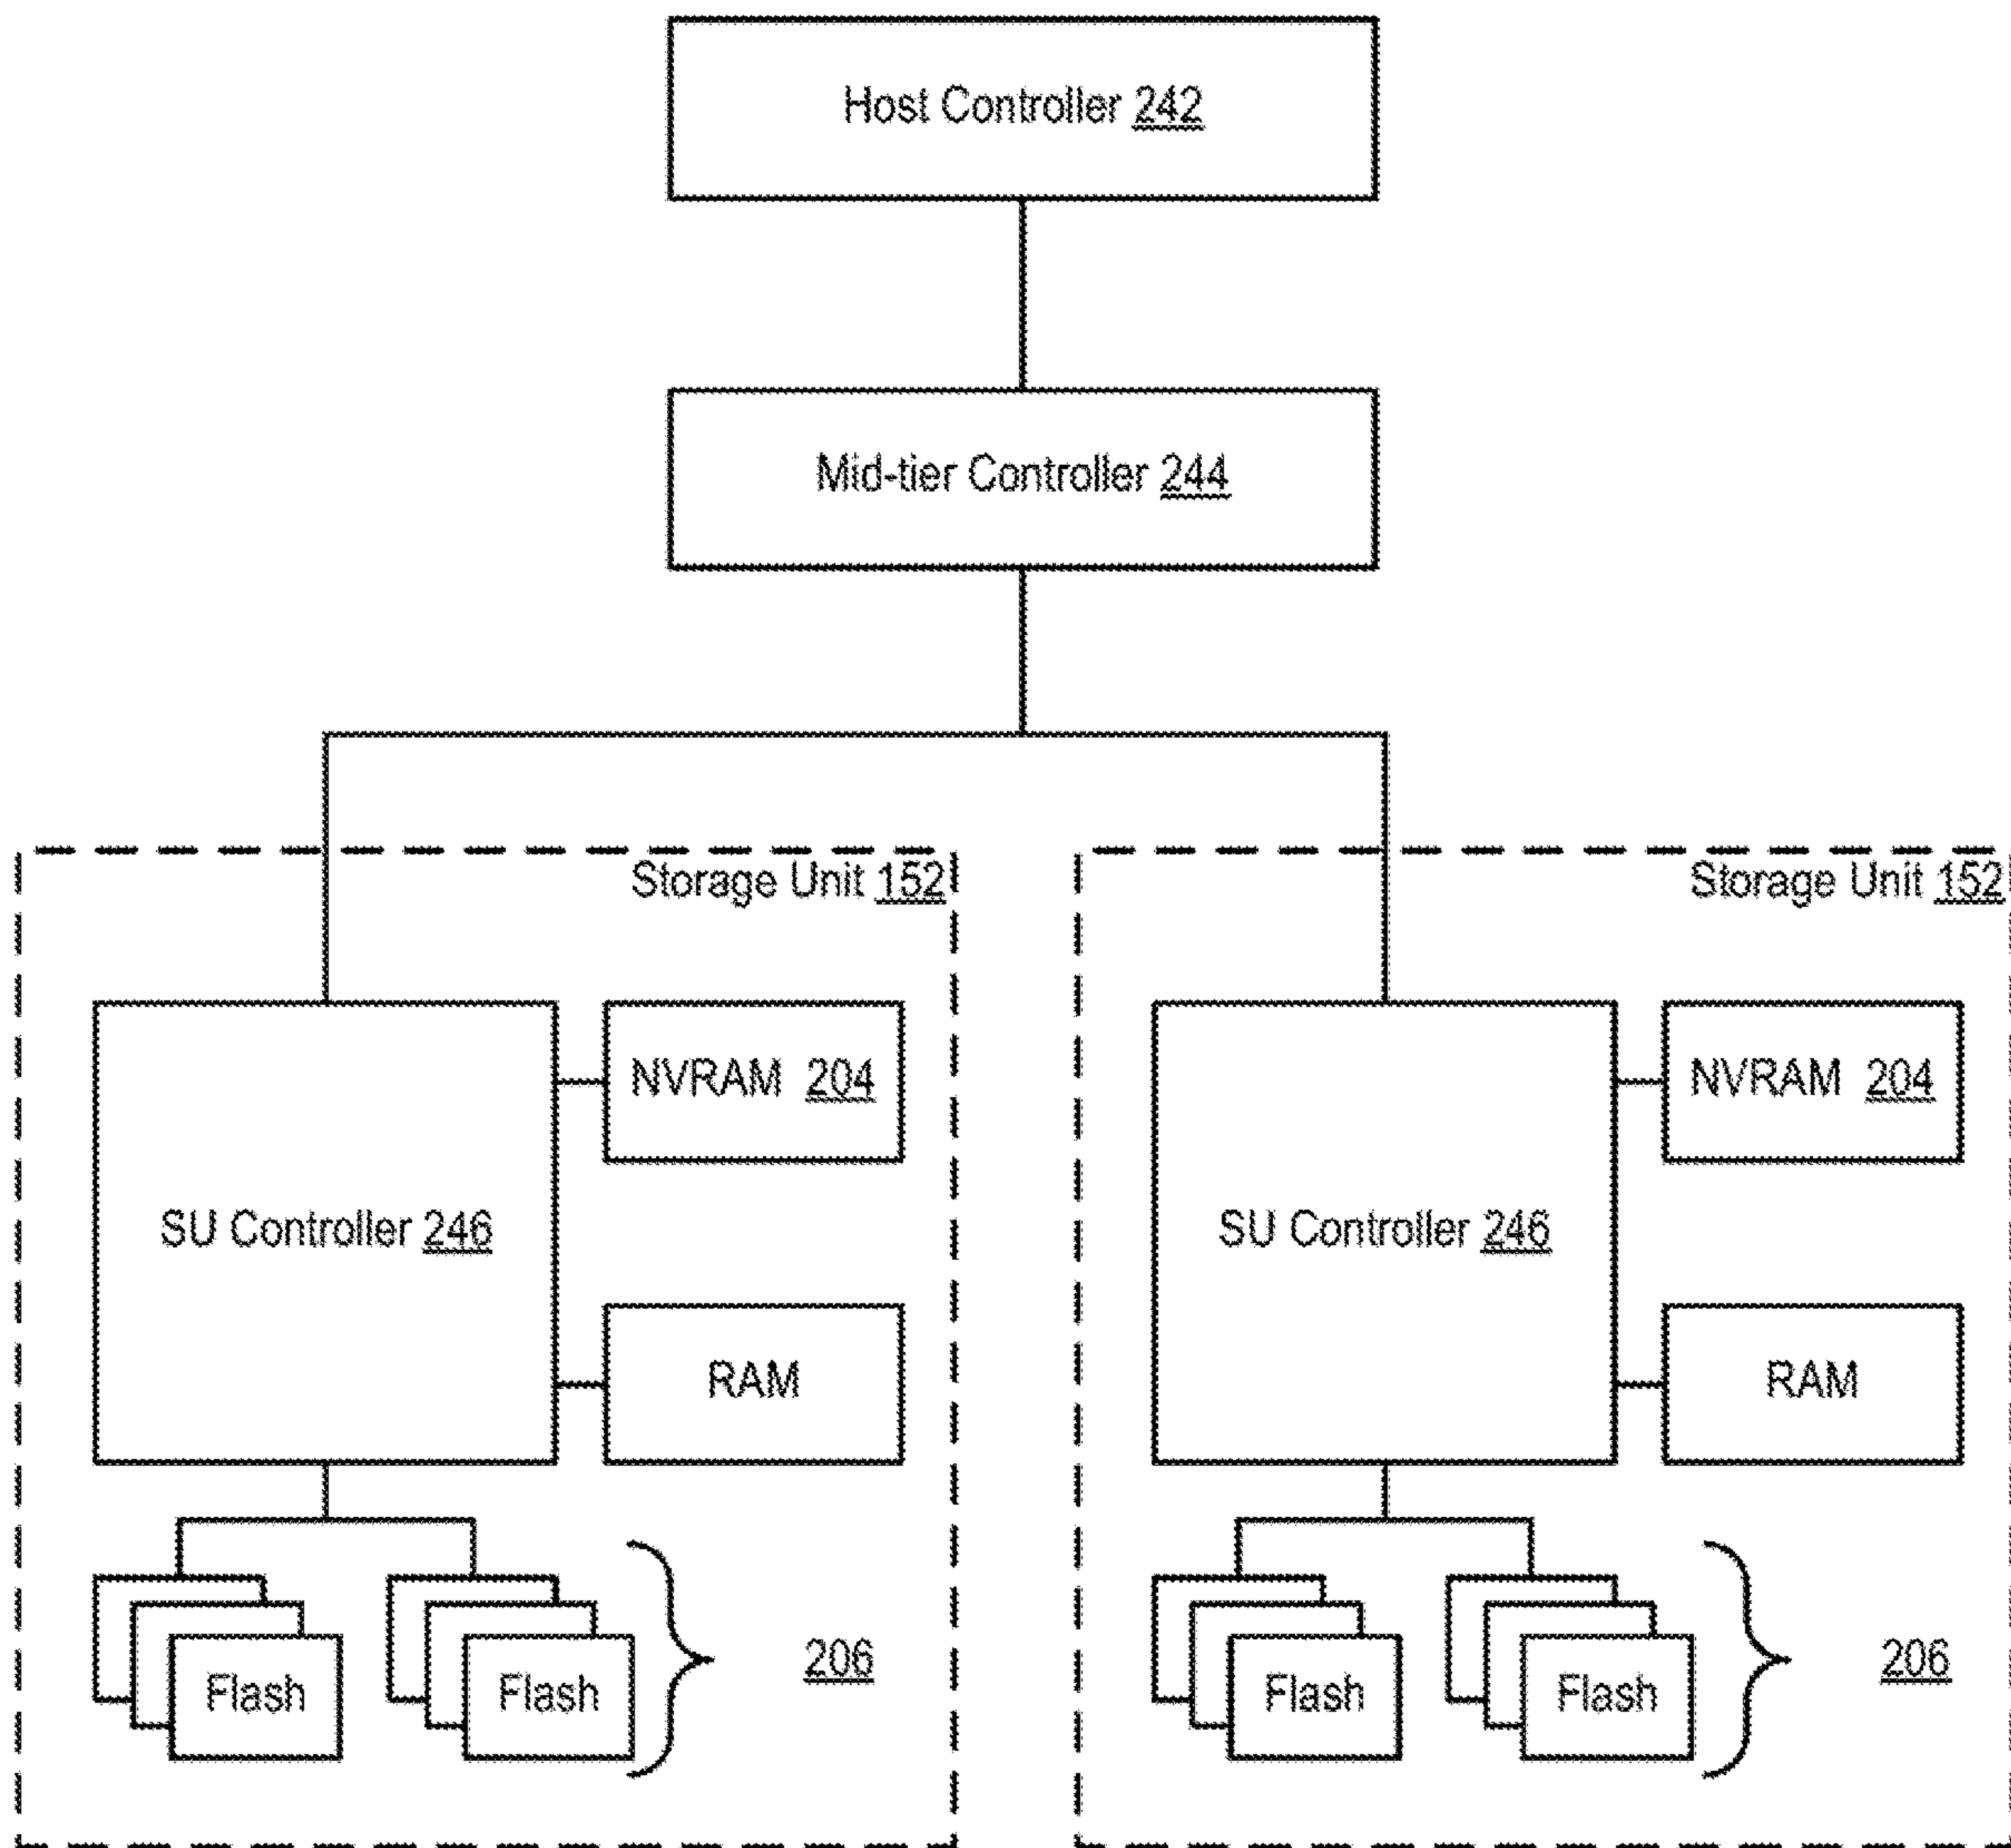 Host Controller 242
Mid-tier Controller 244
Storage Unit 152
NVRAM 204
SU Controller 246
RAM
Flash Flash
206
Storage Unit 152
NVRAM 204
SU Controller 246
RAM
Flash Flash
206